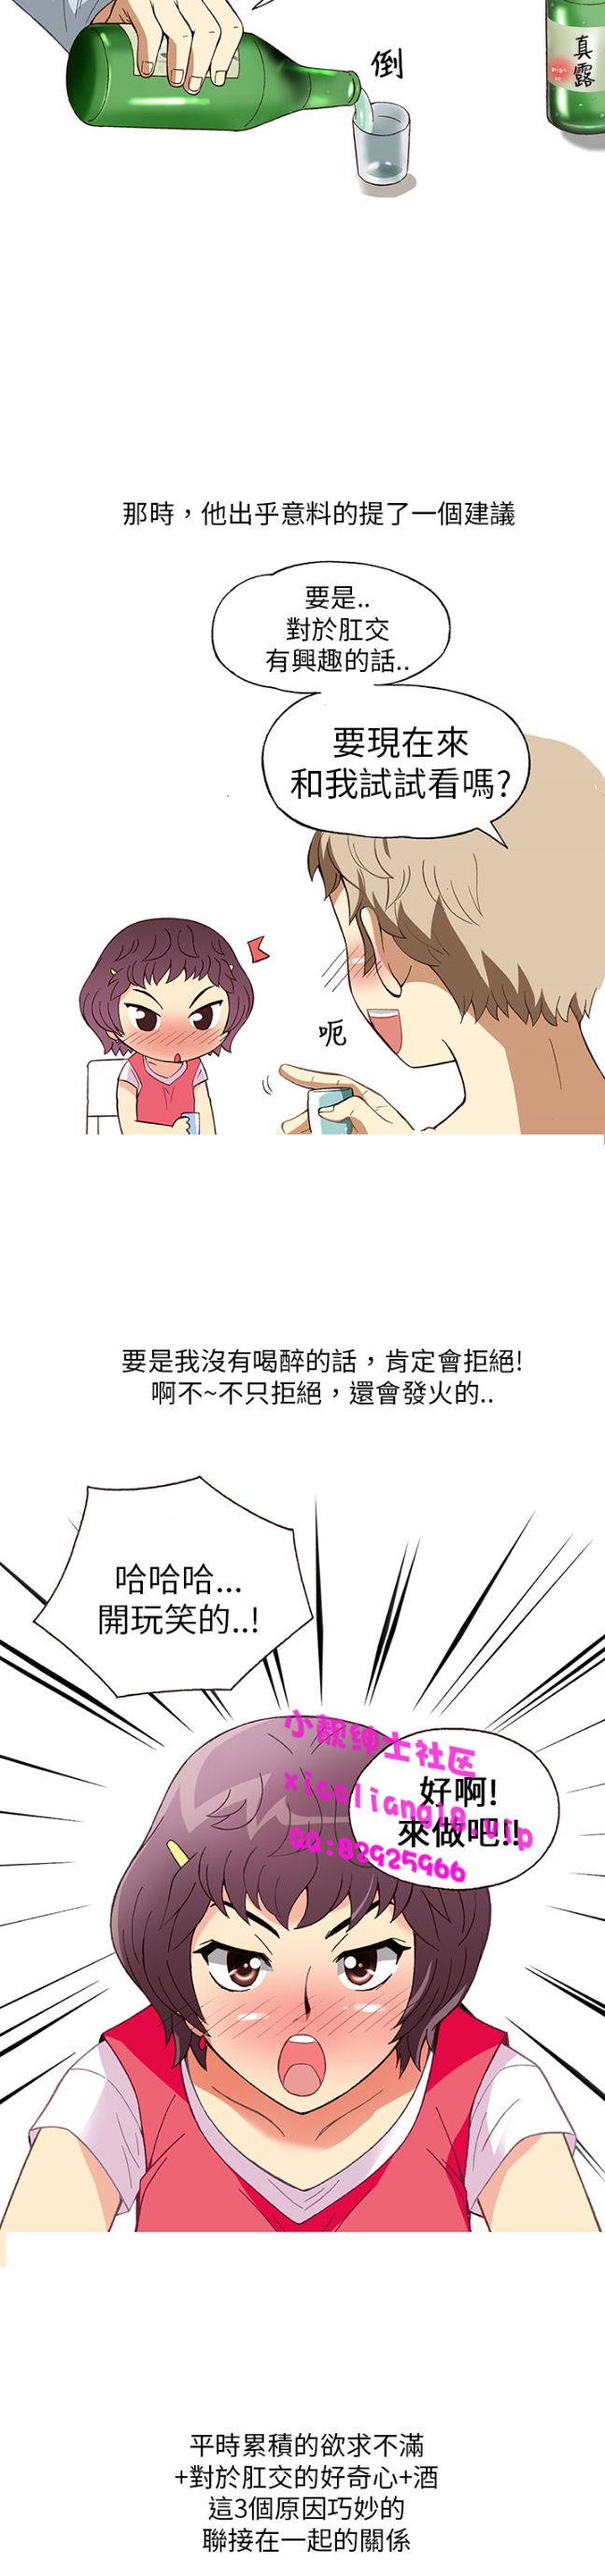 倒
真
露
那時，他出乎意料的提了一個建議
要是..
對於肛交
有興趣的話..
要現在來
和我試試看嗎?
呃
要是我沒有喝醉的話，肯定會拒絕!
啊不~不只拒絕，還會發火的..
哈哈哈...
開玩笑的..!
小靓绅士社区
xiaoliang18.vip
QQ:82925966
好啊!
來做吧!!
平時累積的欲求不滿
+對於肛交的好奇心+酒
這3個原因巧妙的
聯接在一起的關係